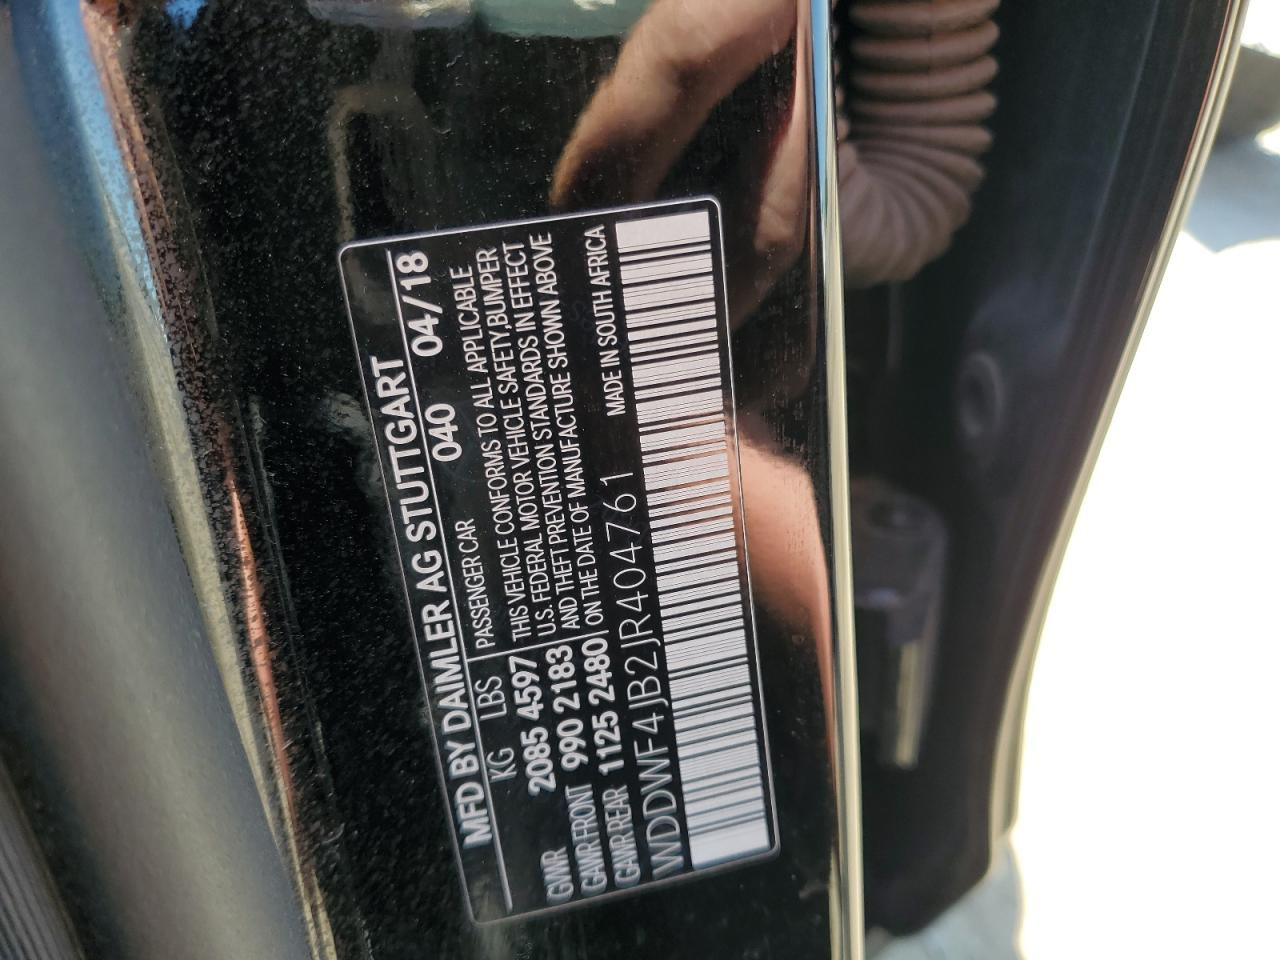 MFD BY DAIMLER AG STUTTGART
040 04/18
KG LBS
GVWR 2085 4597
GAWR FRONT 990 2183
GAWR REAR 1125 2480
PASSENGER CAR
THIS VEHICLE CONFORMS TO ALL APPLICABLE
U.S. FEDERAL MOTOR VEHICLE SAFETY,BUMPER
AND THEFT PREVENTION STANDARDS IN EFFECT
ON THE DATE OF MANUFACTURE SHOWN ABOVE
MADE IN SOUTH AFRICA
WDDWF4JB2JR404761